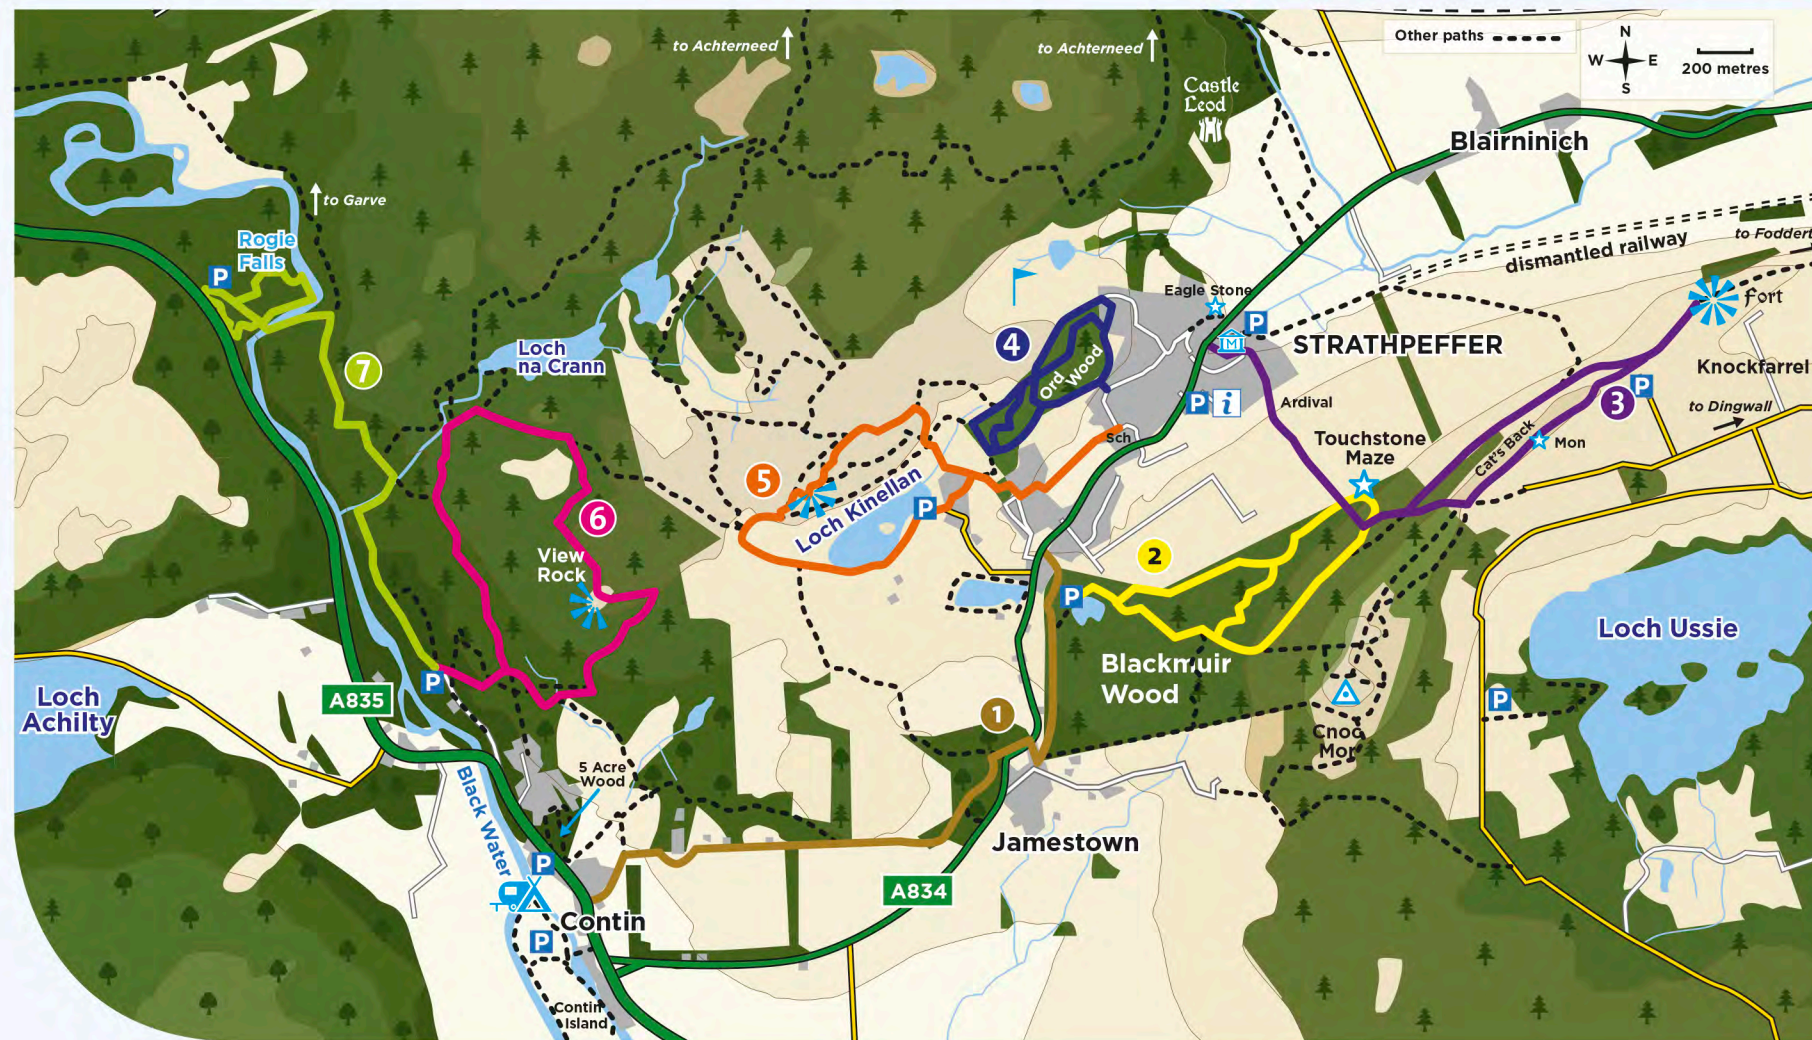 to Achterneed
to Achterneed
Other paths
N
W
E
S
200 metres
Castle
Leod
Blairninich
to Garve
Rogie
Falls
P
to Foddert
dismantled railway
Eagle Stone
P
Fort
4
STRATHPEFFER
M
Loch
na Crann
7
Ord
Wood
Knockfarrel
P
3
P
i
Ardival
to Dingwall
Sch
Touchstone
Maze
Cat's Back
Mon
5
Loch Kinellan
P
6
View
Rock
2
P
Loch Ussie
Blackmuir
Wood
P
A835
Loch
Achilty
P
1
Cnoc
Mor
5 Acre
Wood
Black Water
Jamestown
P
A834
Contin
P
Contin
Island